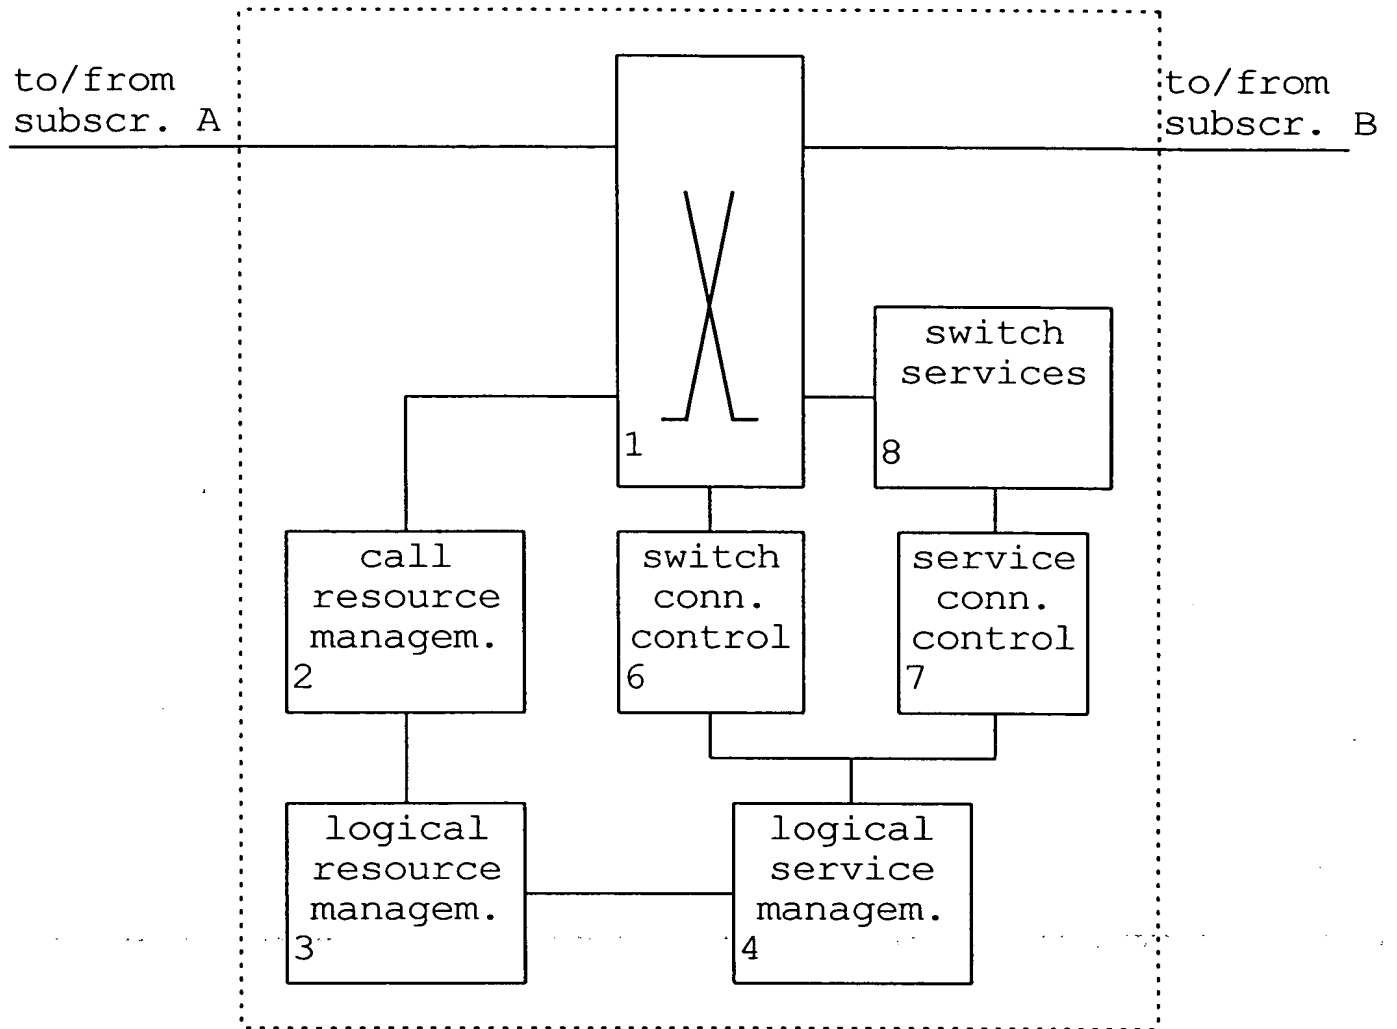 to/from
subscr. A
to/from
subscr. B
1
switch
services
8
call
resource
managem.
2
switch
conn.
control
6
service
conn.
control
7
logical
resource
managem.
3
logical
service
managem.
4